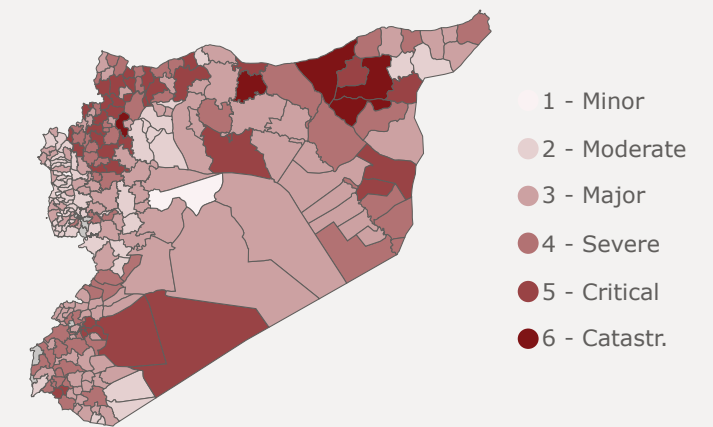 1 - Minor
2 - Moderate
3 - Major
4 - Severe
5 - Critical
6 - Catastr.